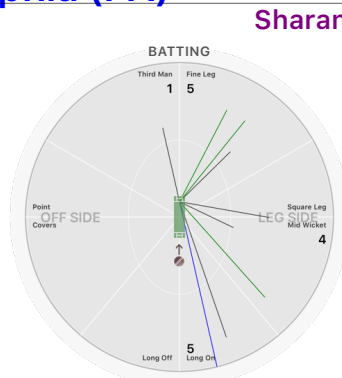 Sharan
BATTING
Third Man Fine Leg
1 5
Point Square Leg
OFF SIDE LEG SIDE
Covers Mid Wicket
4
5
Long Off Long On